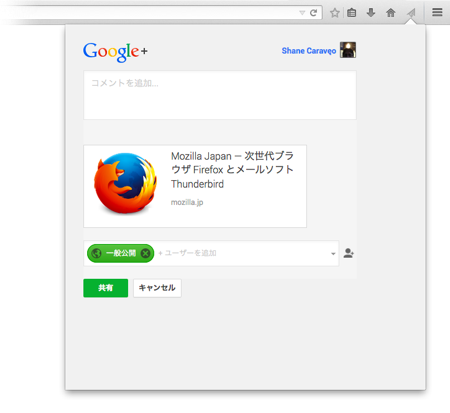 Google+
Shane Caraveo
コメントを追加...
Mozilla Japan — 次世代ブラ
ウザ Firefox とメールソフト
Thunderbird
mozilla.jp
一般公開
+ ユーザーを追加
共有
キャンセル